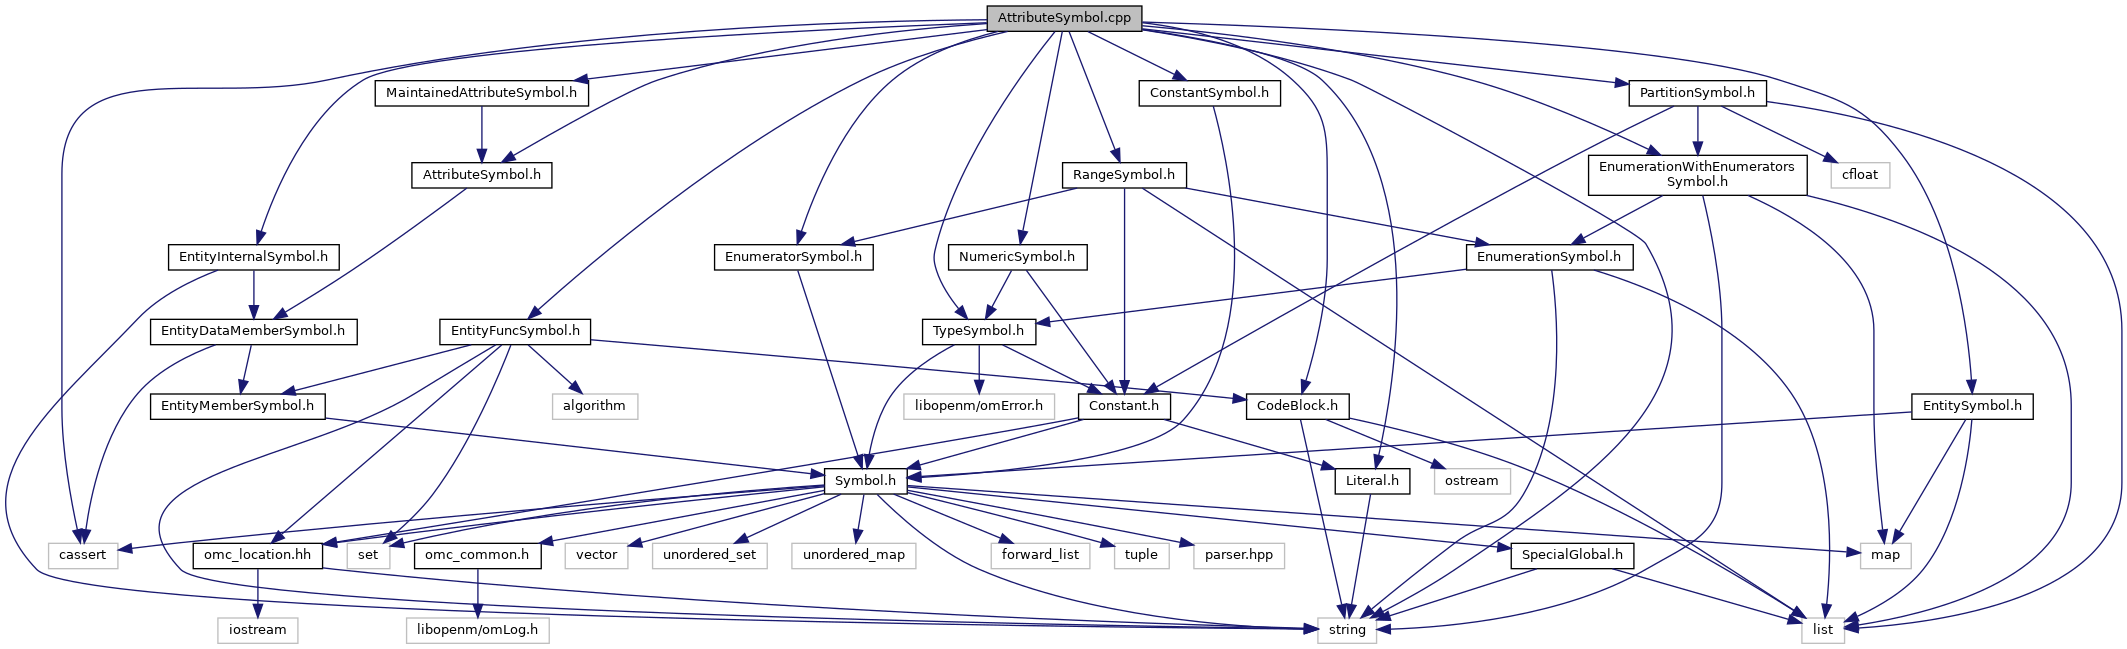 AttributeSymbol.cpp
MaintainedAttributeSymbol.h
ConstantSymbol.h
PartitionSymbol.h
AttributeSymbol.h
RangeSymbol.h
EnumerationWithEnumerators
Symbol.h
cfloat
EntityInternalSymbol.h
EnumeratorSymbol.h
NumericSymbol.h
EnumerationSymbol.h
EntityDataMemberSymbol.h
EntityFuncSymbol.h
TypeSymbol.h
EntityMemberSymbol.h
algorithm
libopenm/omError.h
Constant.h
CodeBlock.h
EntitySymbol.h
Symbol.h
Literal.h
ostream
cassert
omc_location.hh
set
omc_common.h
vector
unordered_set
unordered_map
forward_list
tuple
parser.hpp
SpecialGlobal.h
map
iostream
libopenm/omLog.h
string
list